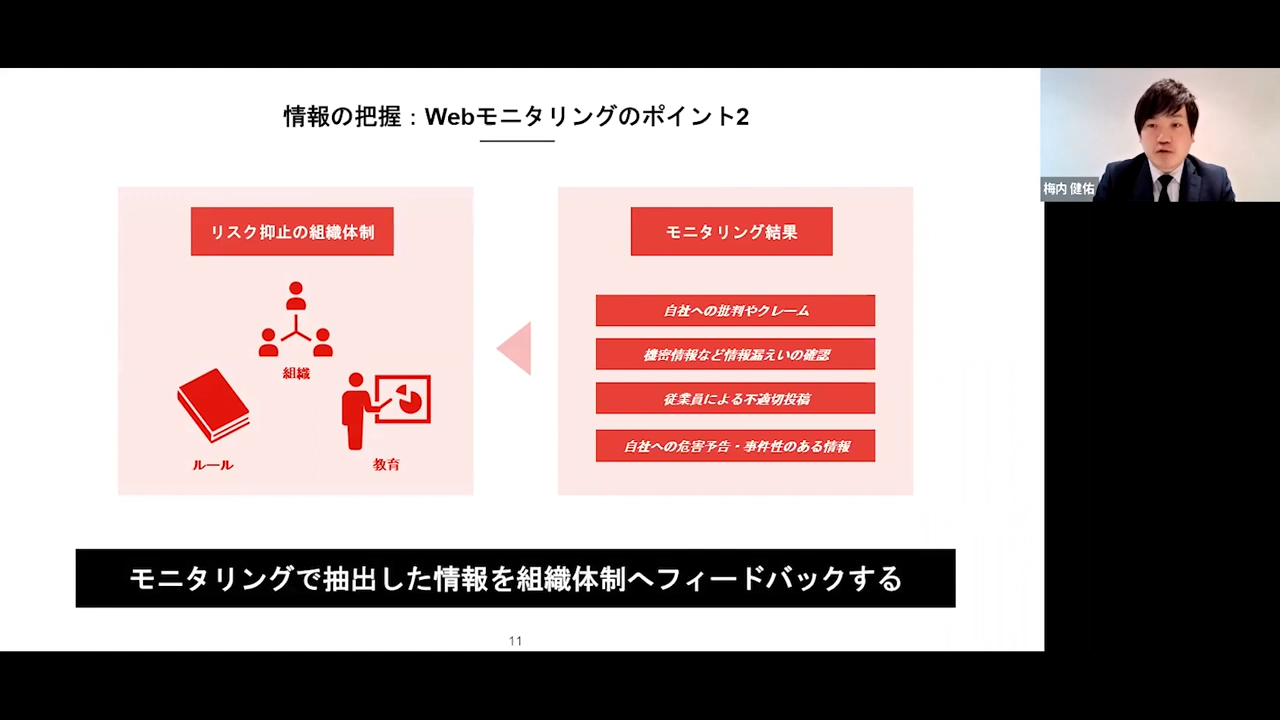 情報の把握：Webモニタリングのポイント2
リスク抑止の組織体制
組織
ルール
教育
モニタリング結果
自社への批判やクレーム
機密情報など情報漏えいの確認
従業員による不適切投稿
自社への危害予告・事件性のある情報
モニタリングで抽出した情報を組織体制へフィードバックする
11
梅内 健佑